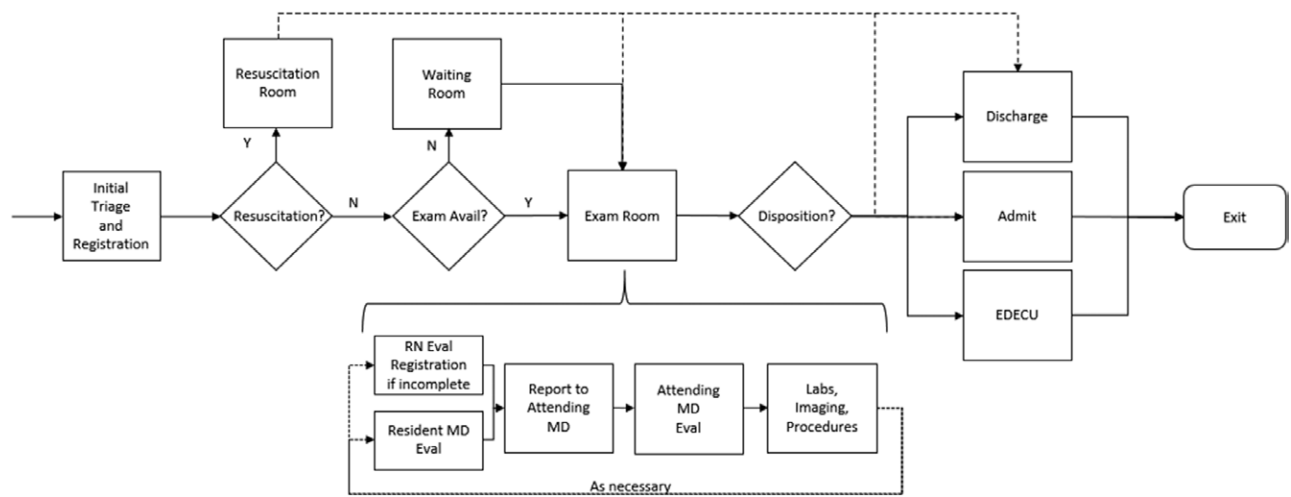 Resuscitation
Room
Waiting
Room
Discharge
Y
N
Initial
Triage
and
Registration
Resuscitation?
N
Exam Avail?
Y
Exam Room
Disposition?
Admit
Exit
EDECU
RN Eval
Registration
if incomplete
Resident MD
Eval
Report to
Attending
MD
Attending
MD
Eval
Labs,
Imaging,
Procedures
As necessary